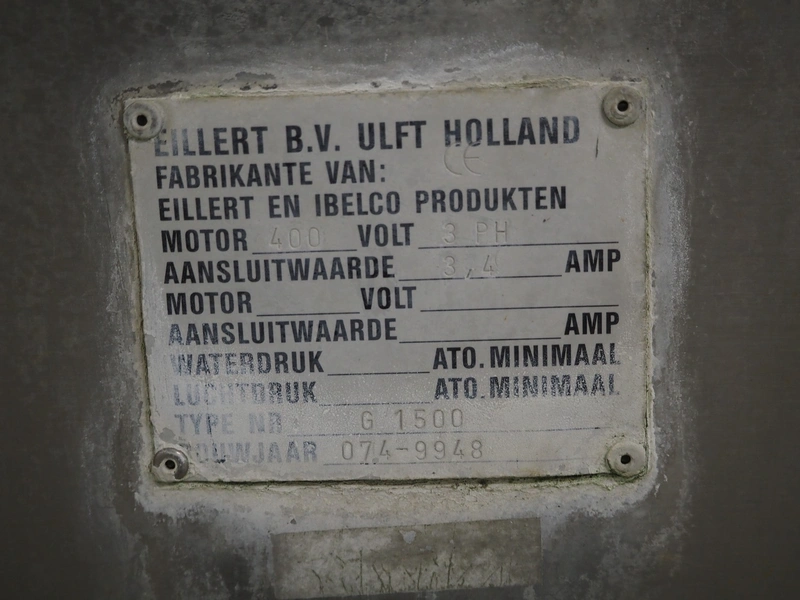 EILLERT B.V. ULFT HOLLAND
CE
FABRIKANTE VAN:
EILLERT EN IBELCO PRODUKTEN
MOTOR 400 VOLT 3 PH
AANSLUITWAARDE 3,4 AMP
MOTOR VOLT
AANSLUITWAARDE AMP
WATERDRUK ATO. MINIMAAL
LUCHTDRUK ATO. MINIMAAL
TYPE NR: G 1500
BOUWJAAR 074-9948